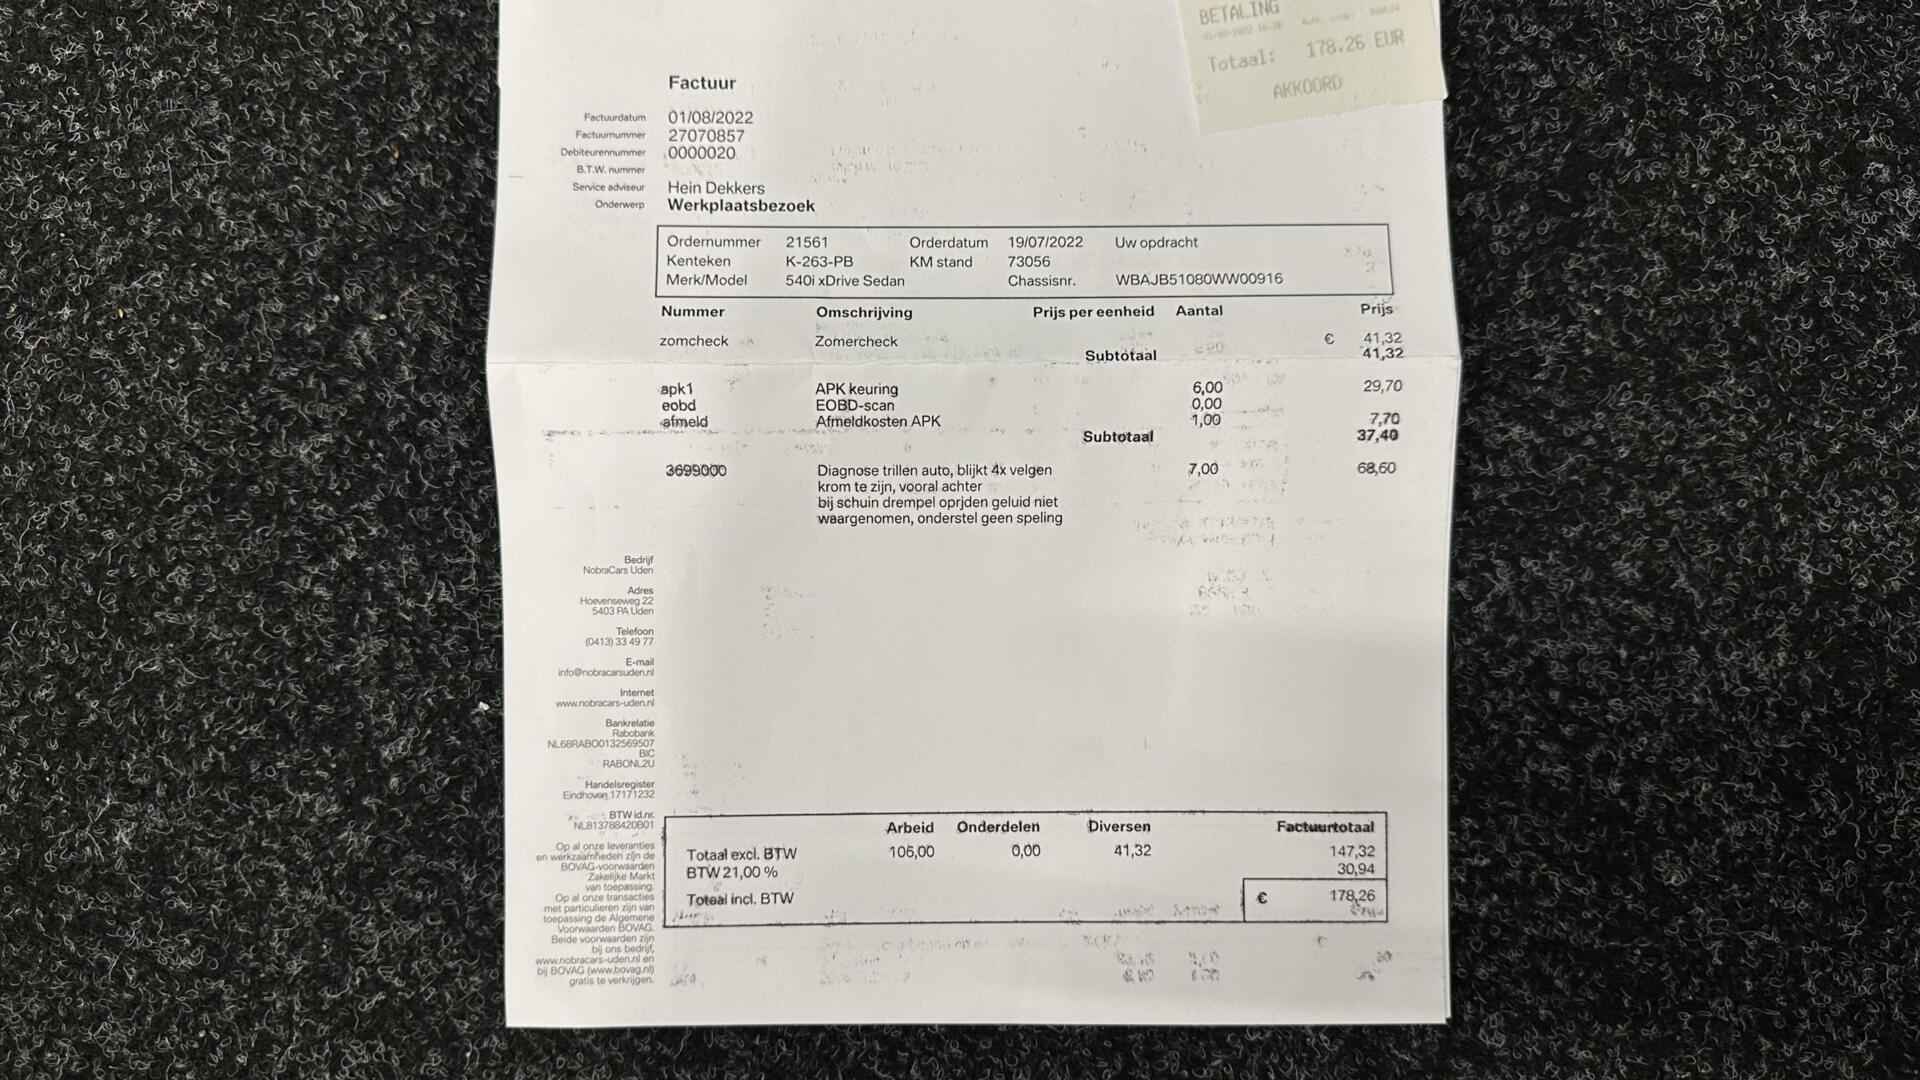 BETALING
Totaal: 178.26 EUR
AKKOORD
Factuur
Factuurdatum 01/08/2022
Factuurnummer 27070857
Debiteurennummer 0000020
B.T.W. nummer
Service adviseur Hein Dekkers
Onderwerp Werkplaatsbezoek
Ordernummer 21561 Orderdatum 19/07/2022 Uw opdracht
Kenteken K-263-PB KM stand 73056
Merk/Model 540i xDrive Sedan Chassisnr. WBAJB51080WW00916
Nummer Omschrijving Prijs per eenheid Aantal Prijs
zomcheck Zomercheck € 41,32
Subtotaal 41,32
apk1 APK keuring 6,00 29,70
eobd EOBD-scan 0,00
afmeld Afmeldkosten APK 1,00 7,70
Subtotaal 37,40
3699000 Diagnose trillen auto, blijkt 4x velgen 7,00 68,60
krom te zijn, vooral achter
bij schuin drempel oprjden geluid niet
waargenomen, onderstel geen speling
Bedrijf
NobraCars Uden
Adres
Hoevenseweg 22
5403 PA Uden
Telefoon
(0413) 33 49 77
E-mail
info@nobracarsuden.nl
Internet
www.nobracars-uden.nl
Bankrelatie
Rabobank
NL68RABO0132569507
BIC
RABONL2U
Handelsregister
Eindhoven 17171232
BTW id.nr.
NL813788420B01
Op al onze leveranties
en werkzaamheden zijn de
BOVAG-voorwaarden
Zakelijke Markt
van toepassing.
Op al onze transacties
met particulieren zijn van
toepassing de Algemene
Voorwaarden BOVAG.
Beide voorwaarden zijn
bij ons bedrijf,
www.nobracars-uden.nl en
bij BOVAG (www.bovag.nl)
gratis te verkrijgen.
Arbeid Onderdelen Diversen Factuurtotaal
Totaal excl. BTW 106,00 0,00 41,32 147,32
BTW 21,00 % 30,94
Totaal incl. BTW € 178,26